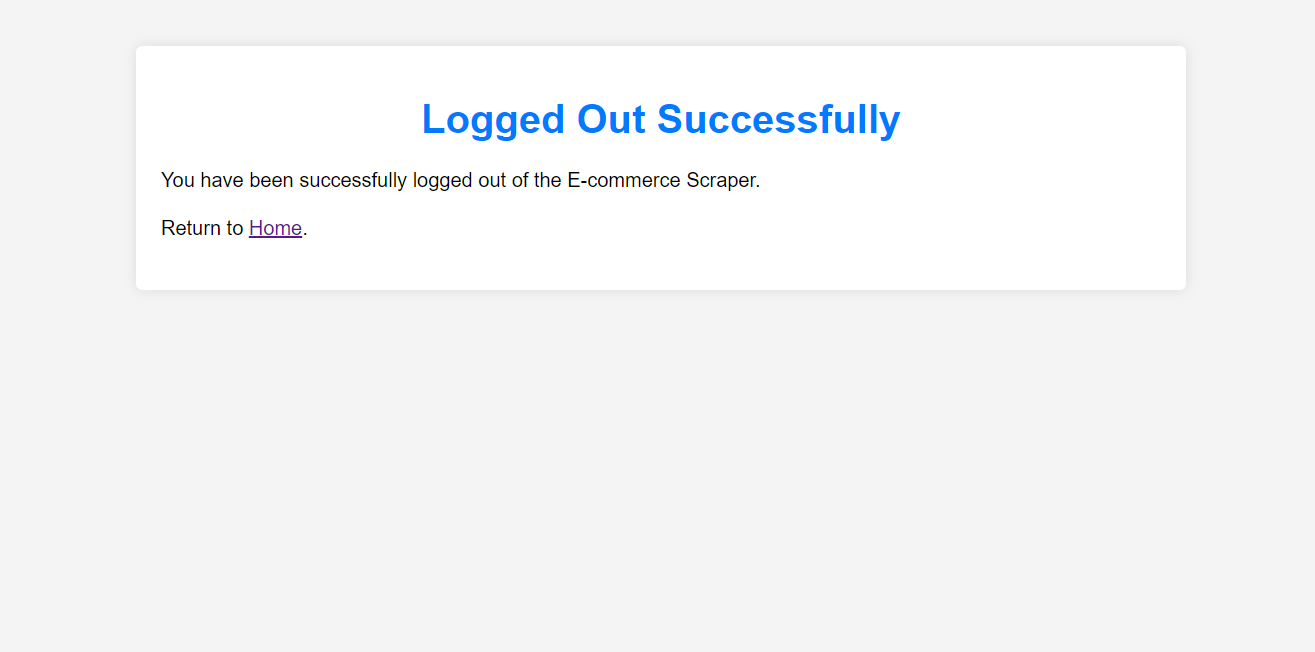 Logged Out Successfully
You have been successfully logged out of the E-commerce Scraper.
Return to Home.